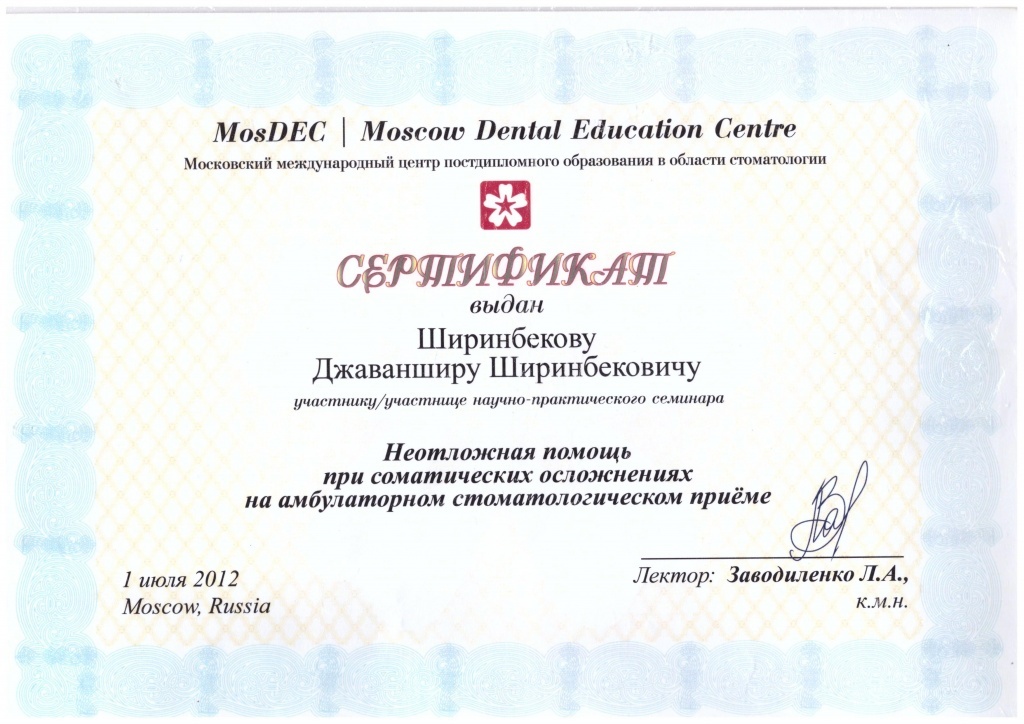 MosDEC | Moscow Dental Education Centre
Московский международный центр постдипломного образования в области стоматологии
СЕРТИФИКАТ
выдан
Ширинбекову
Джаванширу Ширинбековичу
участнику/участнице научно-практического семинара
Неотложная помощь
при соматических осложнениях
на амбулаторном стоматологическом приёме
1 июля 2012
Moscow, Russia
Лектор: Заводиленко Л.А.,
к.м.н.